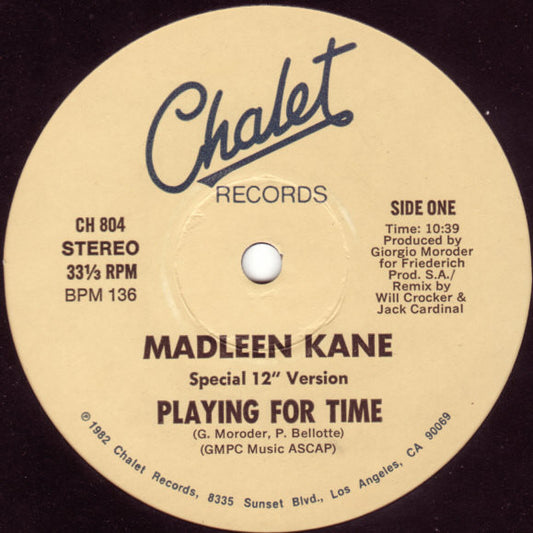 Chalet
RECORDS
CH 804
STEREO
33⅓ RPM
BPM 136
SIDE ONE
Time: 10:39
Produced by
Giorgio Moroder
for Friederich
Prod. S.A./
Remix by
Will Crocker &
Jack Cardinal
MADLEEN KANE
Special 12" Version
PLAYING FOR TIME
(G. Moroder, P. Bellotte)
(GMPC Music ASCAP)
℗1982 Chalet Records, 8335 Sunset Blvd., Los Angeles, CA 90069